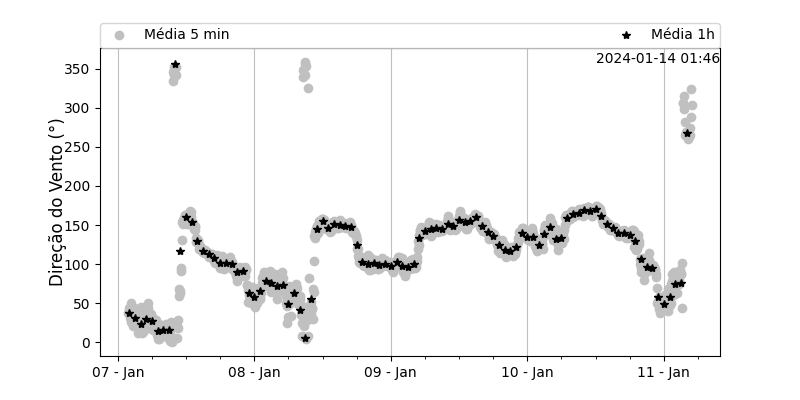 Média 5 min
Média 1h
2024-01-14 01:46
Direção do Vento (°)
350
300
250
200
150
100
50
0
07 - Jan
08 - Jan
09 - Jan
10 - Jan
11 - Jan